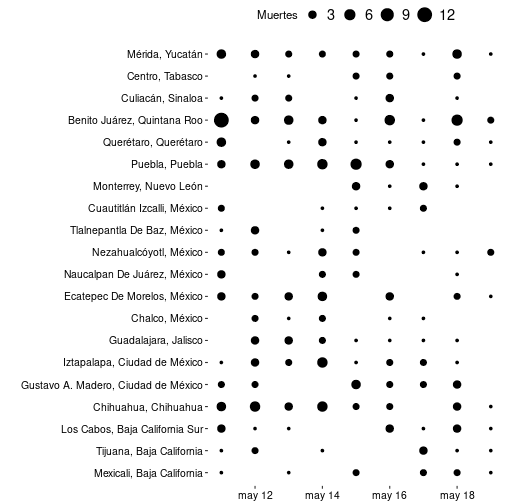 Muertes 3 6 9 12
Mérida, Yucatán
Centro, Tabasco
Culiacán, Sinaloa
Benito Juárez, Quintana Roo
Querétaro, Querétaro
Puebla, Puebla
Monterrey, Nuevo León
Cuautitlán Izcalli, México
Tlalnepantla De Baz, México
Nezahualcóyotl, México
Naucalpan De Juárez, México
Ecatepec De Morelos, México
Chalco, México
Guadalajara, Jalisco
Iztapalapa, Ciudad de México
Gustavo A. Madero, Ciudad de México
Chihuahua, Chihuahua
Los Cabos, Baja California Sur
Tijuana, Baja California
Mexicali, Baja California
may 12 may 14 may 16 may 18